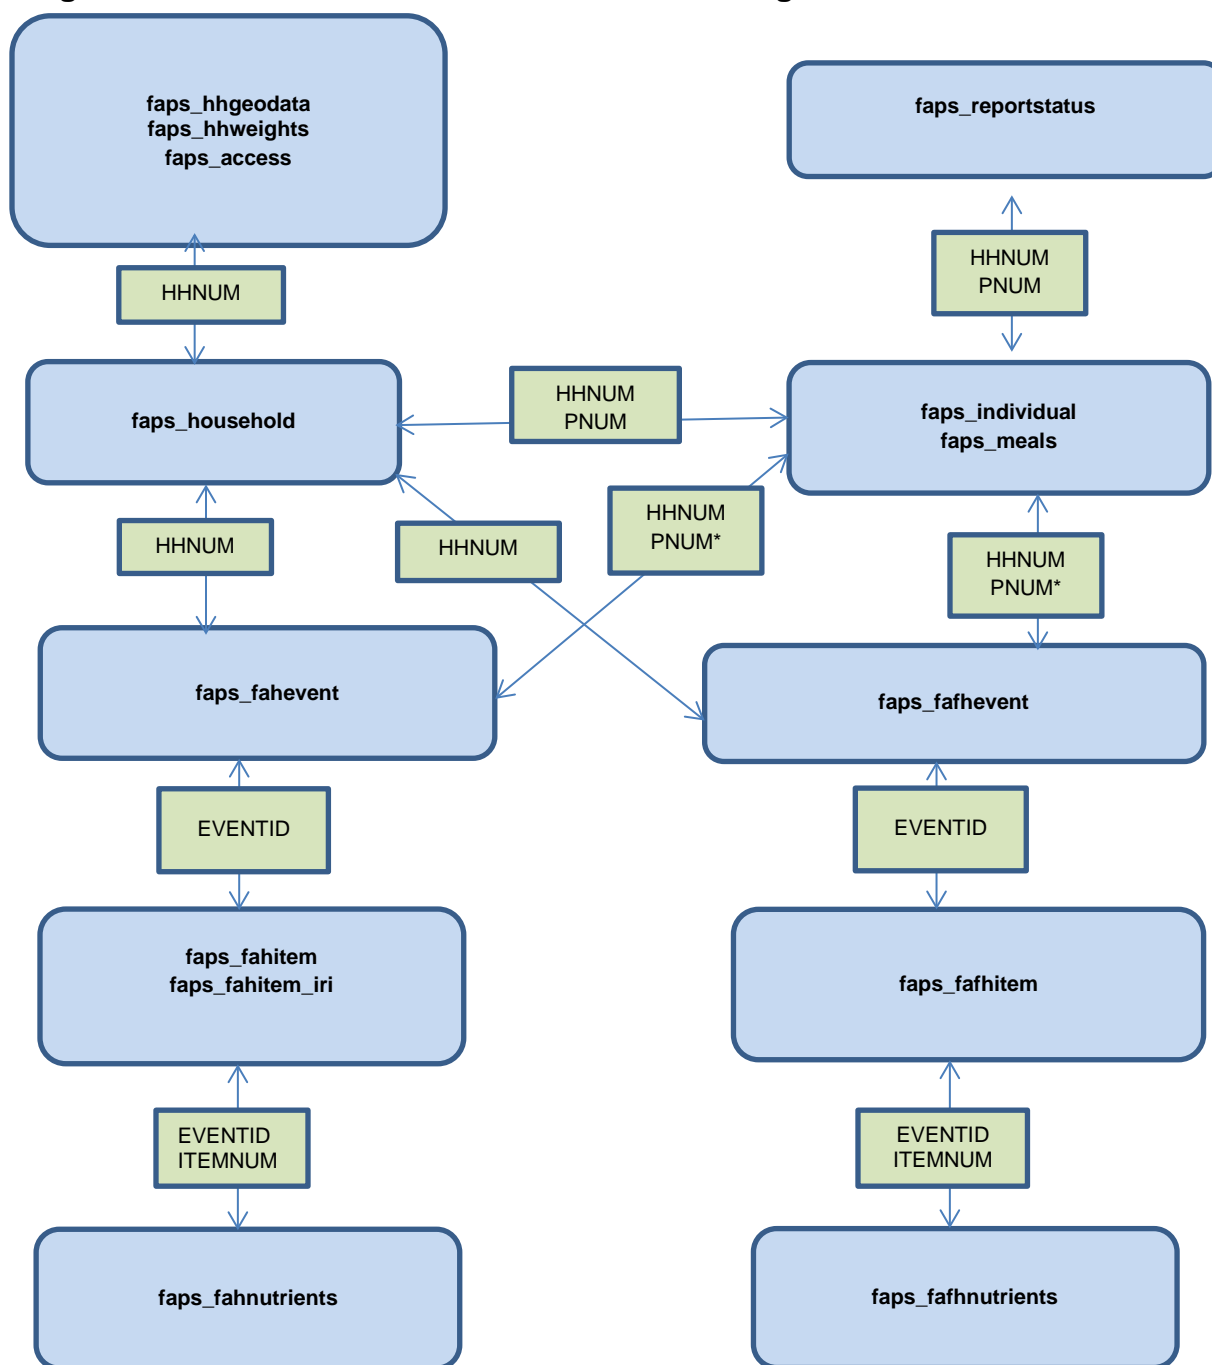 faps_hhgeodata
faps_hhweights
faps_access
faps_reportstatus
HHNUM
HHNUM
PNUM
faps_household
HHNUM
PNUM
faps_individual
faps_meals
HHNUM
HHNUM
HHNUM
PNUM*
HHNUM
PNUM*
faps_fahevent
faps_fafhevent
EVENTID
EVENTID
faps_fahitem
faps_fahitem_iri
faps_fafhitem
EVENTID
ITEMNUM
EVENTID
ITEMNUM
faps_fahnutrients
faps_fafhnutrients